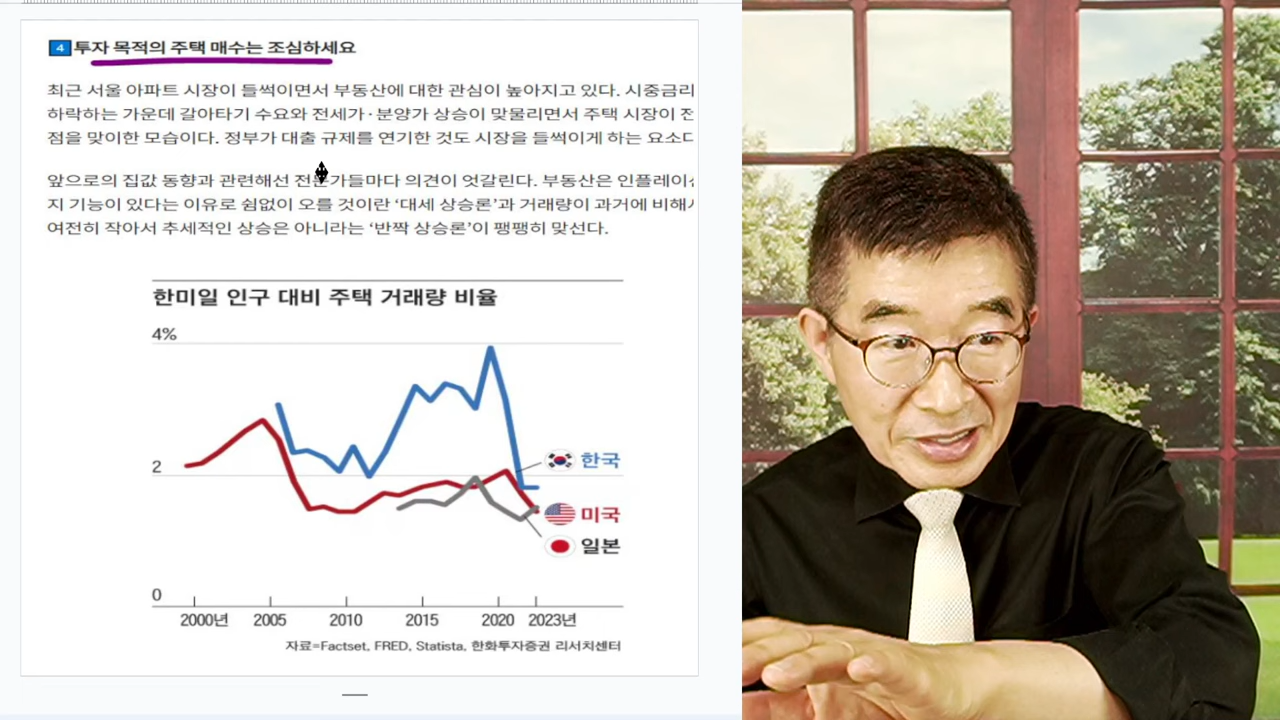 4 투자 목적의 주택 매수는 조심하세요
최근 서울 아파트 시장이 들썩이면서 부동산에 대한 관심이 높아지고 있다. 시중금리
하락하는 가운데 갈아타기 수요와 전세가·분양가 상승이 맞물리면서 주택 시장이 전
점을 맞이한 모습이다. 정부가 대출 규제를 연기한 것도 시장을 들썩이게 하는 요소다
앞으로의 집값 동향과 관련해선 전문가들마다 의견이 엇갈린다. 부동산은 인플레이션
지 기능이 있다는 이유로 쉼없이 오를 것이란 ‘대세 상승론’과 거래량이 과거에 비해서
여전히 작아서 추세적인 상승은 아니라는 ‘반짝 상승론’이 팽팽히 맞선다.
한미일 인구 대비 주택 거래량 비율
4%
2
한국
미국
일본
0
2000년 2005 2010 2015 2020 2023년
자료=Factset, FRED, Statista, 한화투자증권 리서치센터